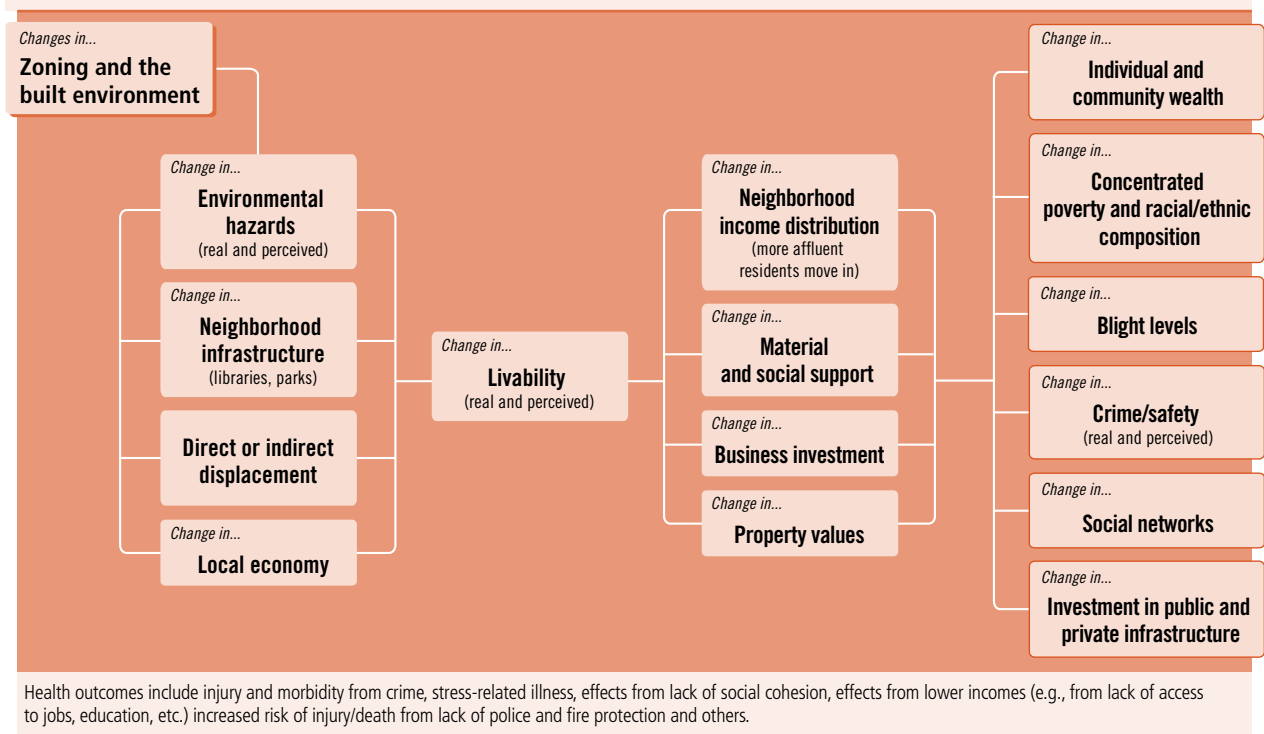 Changes in...
Zoning and the
built environment
Change in...
Environmental
hazards
(real and perceived)
Change in...
Neighborhood
infrastructure
(libraries, parks)
Direct or indirect
displacement
Change in...
Local economy
Change in...
Livability
(real and perceived)
Change in...
Neighborhood
income distribution
(more affluent
residents move in)
Change in...
Material
and social support
Change in...
Business investment
Change in...
Property values
Change in...
Individual and
community wealth
Change in...
Concentrated
poverty and racial/ethnic
composition
Change in...
Blight levels
Change in...
Crime/safety
(real and perceived)
Change in...
Social networks
Change in...
Investment in public and
private infrastructure
Health outcomes include injury and morbidity from crime, stress-related illness, effects from lack of social cohesion, effects from lower incomes (e.g., from lack of access
to jobs, education, etc.) increased risk of injury/death from lack of police and fire protection and others.